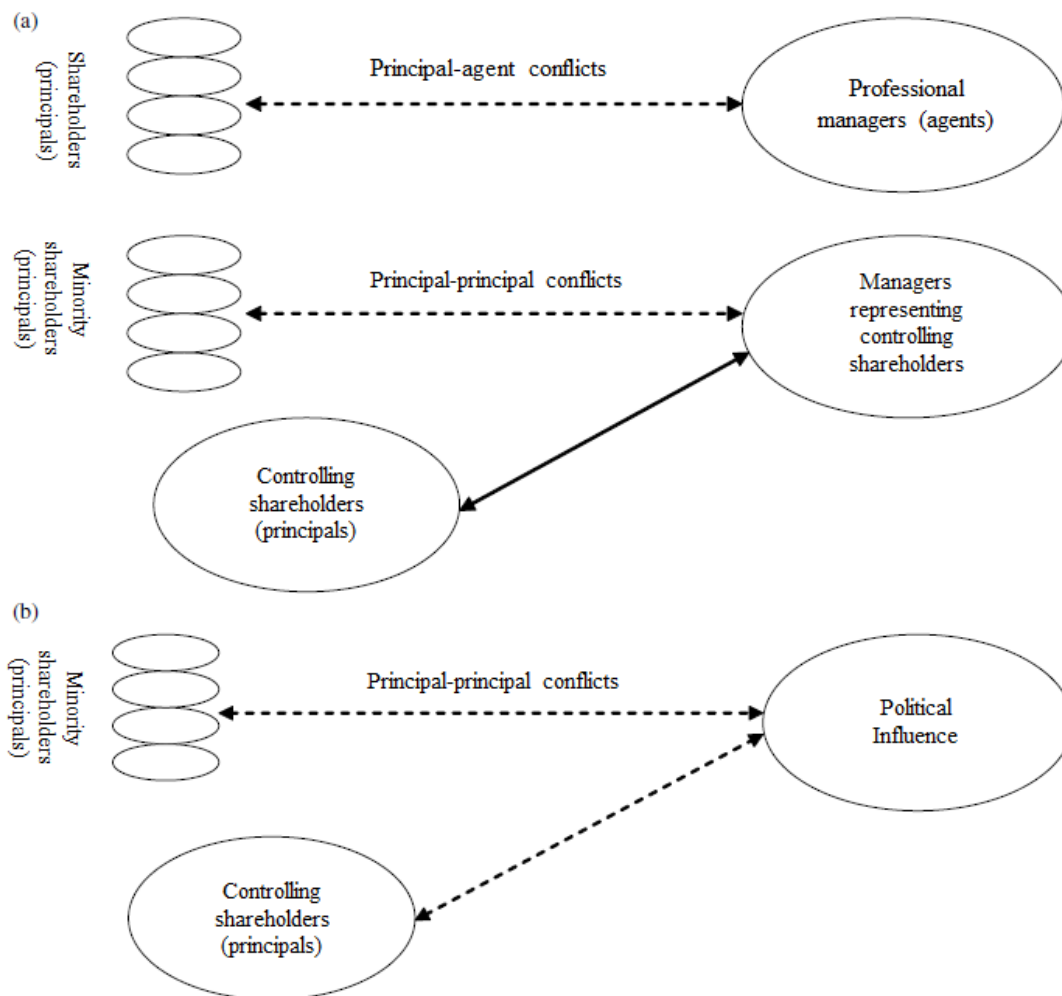 (a)
Shareholders
(principals)
Principal-agent conflicts
Professional
managers (agents)
Minority
shareholders
(principals)
Principal-principal conflicts
Managers
representing
controlling
shareholders
Controlling
shareholders
(principals)
(b)
Minority
shareholders
(principals)
Principal-principal conflicts
Political
Influence
Controlling
shareholders
(principals)